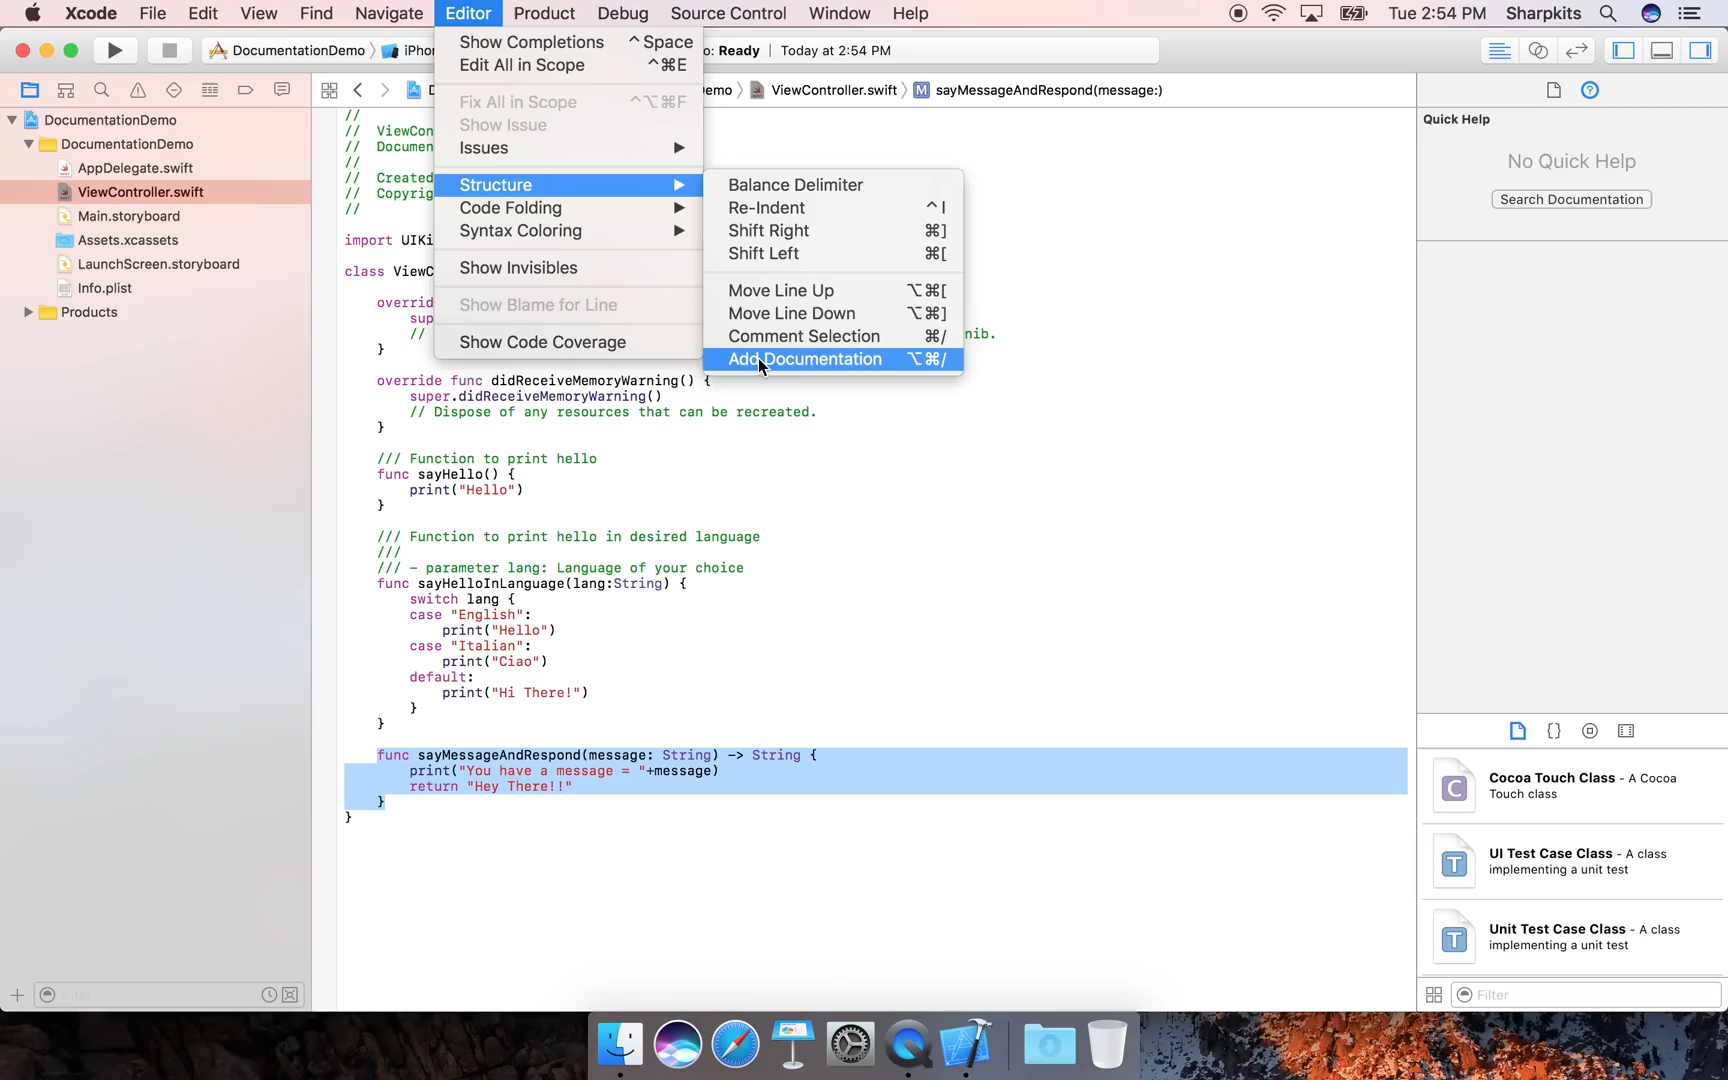 Xcode File Edit View Find Navigate Editor Product Debug Source Control Window Help Tue 2:54 PM Sharpkits
DocumentationDemo
Ready | Today at 2:54 PM
ViewController.swift
M sayMessageAndRespond(message:)
DocumentationDemo
DocumentationDemo
AppDelegate.swift
ViewController.swift
Main.storyboard
Assets.xcassets
LaunchScreen.storyboard
Info.plist
Products
Filter
Show Completions ^ Space
Edit All in Scope ^⌘E
Fix All in Scope ^⌥⌘F
Show Issue
Issues
Structure
Code Folding
Syntax Coloring
Show Invisibles
Show Blame for Line
Show Code Coverage
Balance Delimiter
Re-Indent ^ I
Shift Right ⌘]
Shift Left ⌘[
Move Line Up ⌥⌘[
Move Line Down ⌥⌘]
Comment Selection ⌘/
Add Documentation ⌥⌘/
//
//
//
//
// Created
//
//
import
class
//
nib.
}
override func didReceiveMemoryWarning() {
super.didReceiveMemoryWarning()
// Dispose of any resources that can be recreated.
}
/// Function to print hello
func sayHello() {
print("Hello")
}
/// Function to print hello in desired language
///
/// - parameter lang: Language of your choice
func sayHelloInLanguage(lang:String) {
switch lang {
case "English":
print("Hello")
case "Italian":
print("Ciao")
default:
print("Hi There!")
}
}
func sayMessageAndRespond(message: String) -> String {
print("You have a message = "+message)
return "Hey There!!"
}
}
Quick Help
No Quick Help
Search Documentation
{}
C
Cocoa Touch Class - A Cocoa
Touch class
T
UI Test Case Class - A class
implementing a unit test
T
Unit Test Case Class - A class
implementing a unit test
Filter